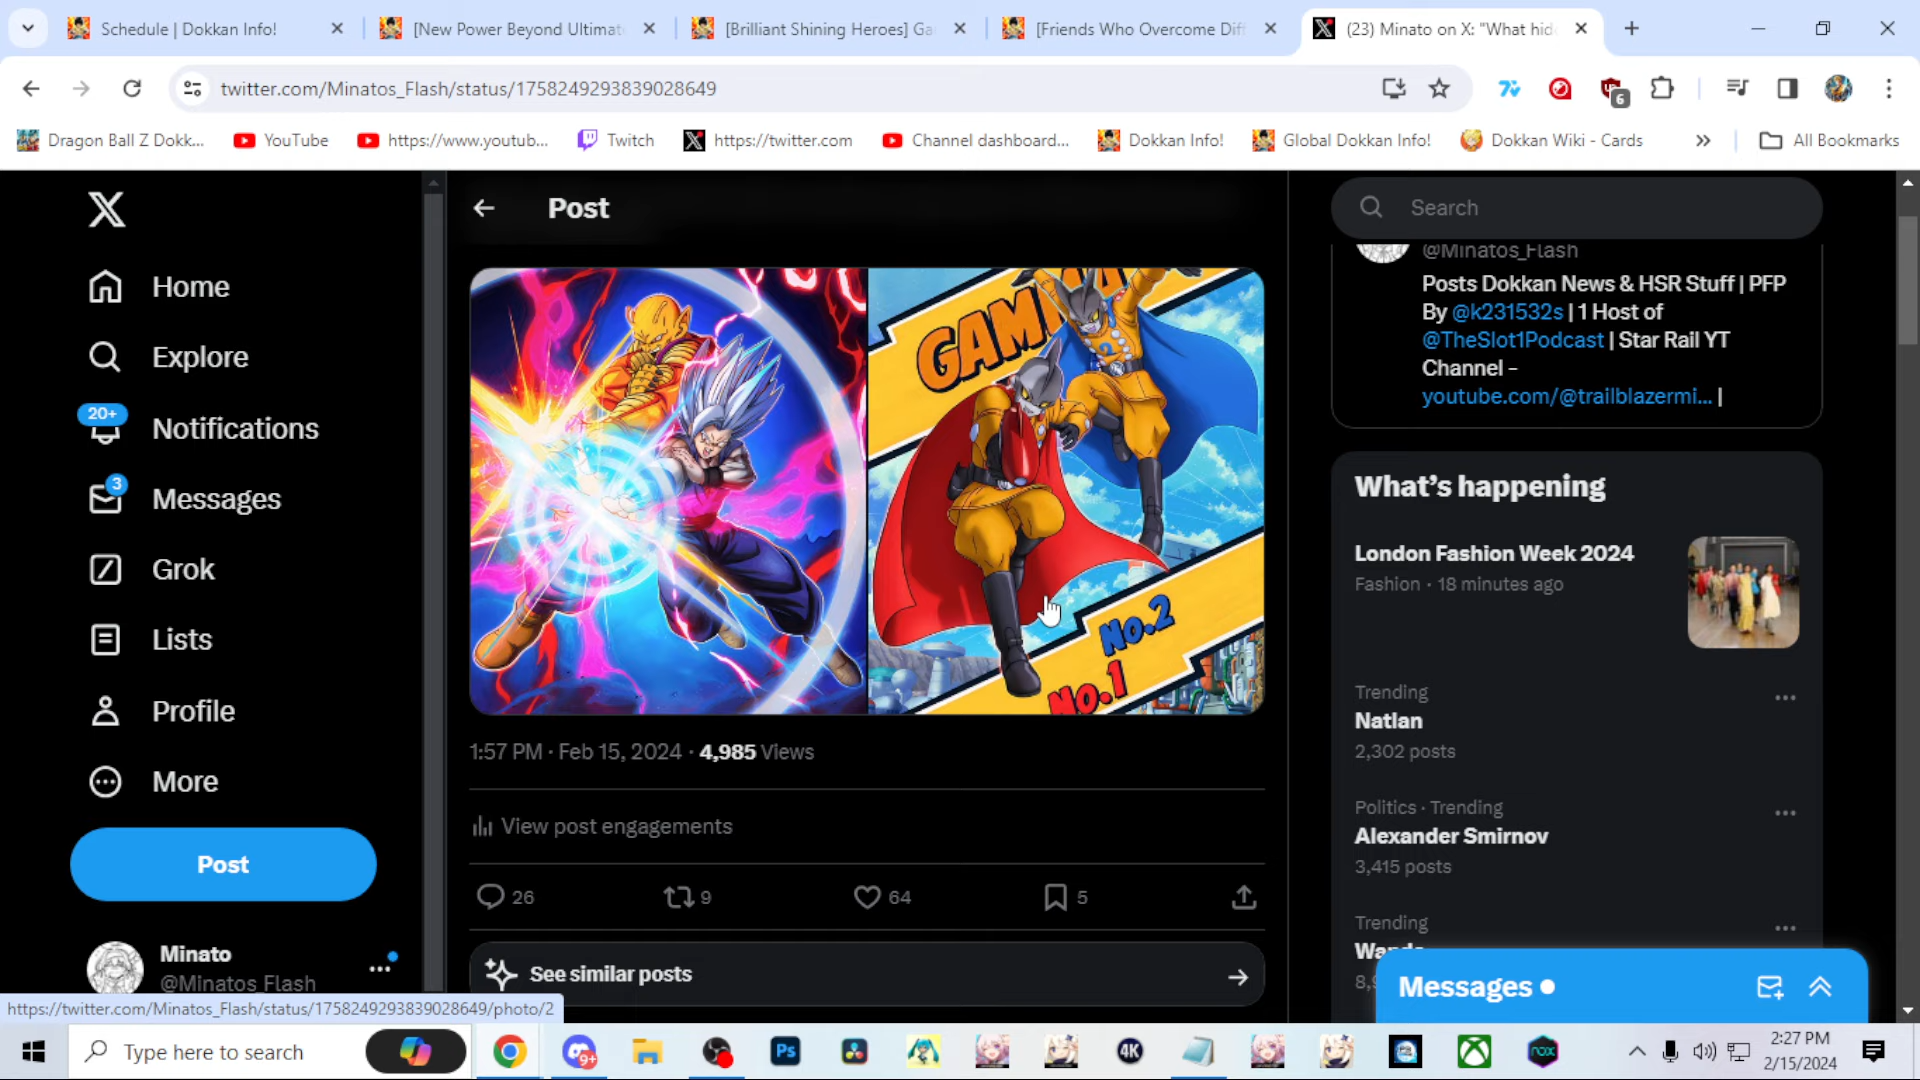 Schedule | Dokkan Info!
[New Power Beyond Ultimat
[Brilliant Shining Heroes] Ga
[Friends Who Overcome Diff
(23) Minato on X: "What hid
twitter.com/Minatos_Flash/status/1758249293839028649
6
Dragon Ball Z Dokk...
YouTube
https://www.youtub...
Twitch
https://twitter.com
Channel dashboard...
Dokkan Info!
Global Dokkan Info!
Dokkan Wiki - Cards
All Bookmarks
Home
Explore
20+
Notifications
3
Messages
Grok
Lists
Profile
More
Post
Minato
@Minatos_Flash
https://twitter.com/Minatos_Flash/status/1758249293839028649/photo/2
Post
No.2
No.1
1:57 PM · Feb 15, 2024 · 4,985 Views
View post engagements
26
9
64
5
See similar posts
Search
@Minatos_Flash
Posts Dokkan News & HSR Stuff | PFP
By @k231532s | 1 Host of
@TheSlot1Podcast | Star Rail YT
Channel -
youtube.com/@trailblazermi... |
What's happening
London Fashion Week 2024
Fashion · 18 minutes ago
Trending
Natlan
2,302 posts
Politics · Trending
Alexander Smirnov
3,415 posts
Trending
Messages
Type here to search
9+
Ps
4K
nox
2:27 PM
2/15/2024